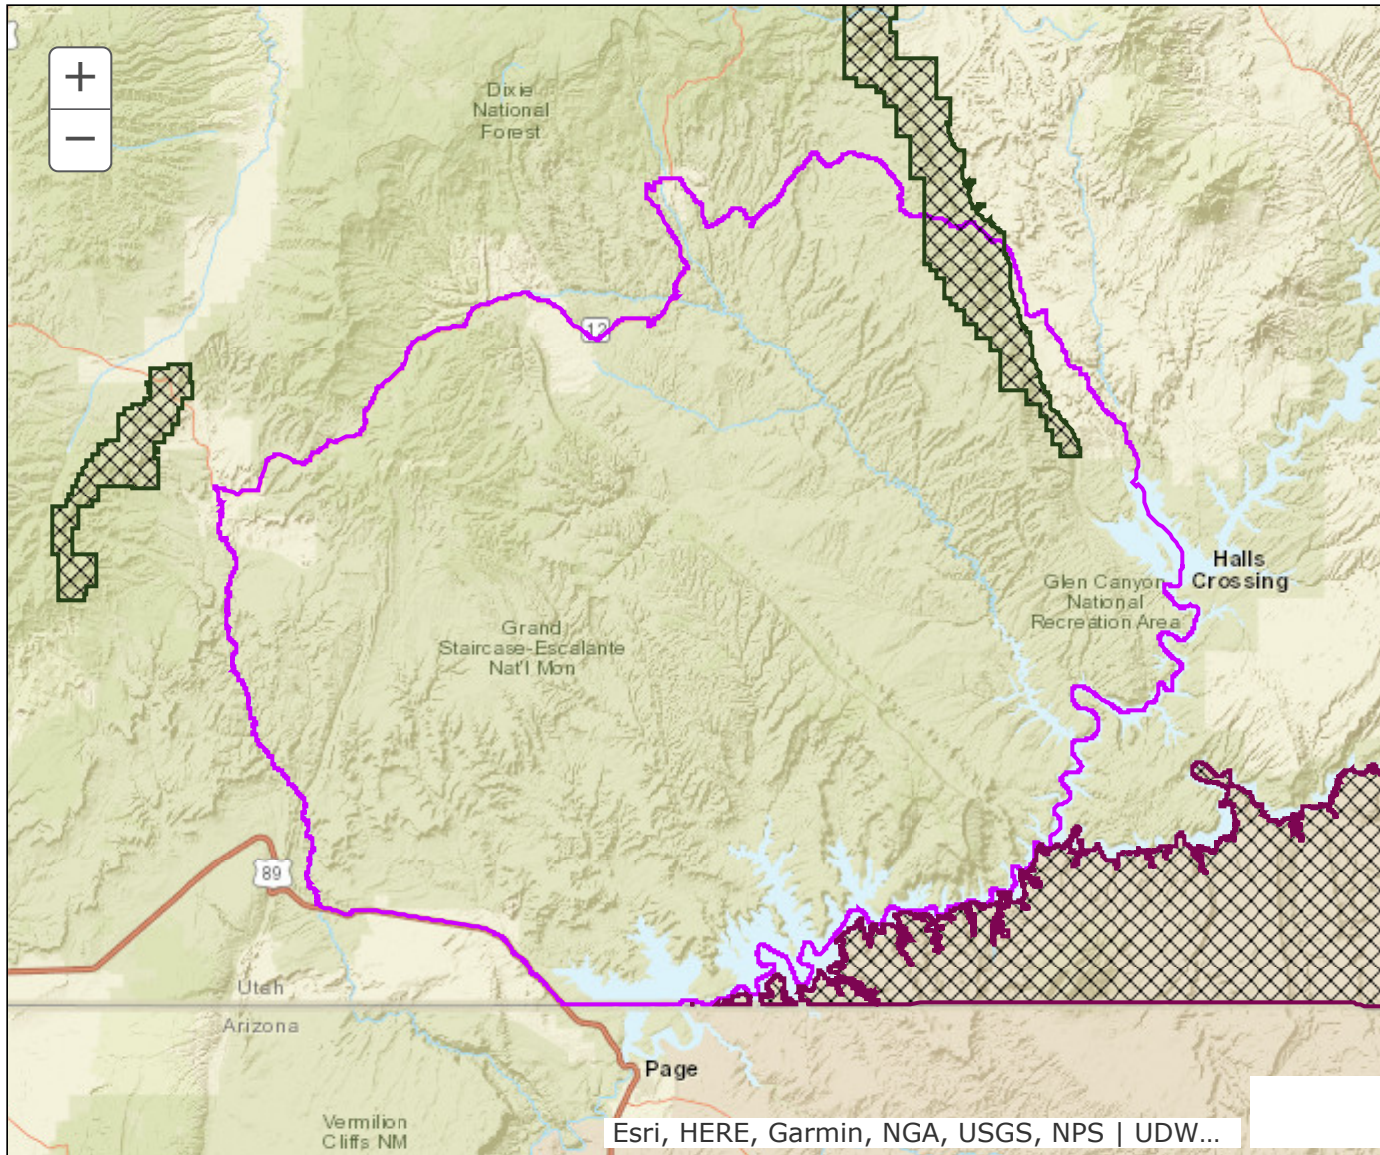 +
−
Dixie
National
Forest
12
Halls
Crossing
Glen Canyon
National
Recreation Area
Grand
Staircase-Escalante
Nat'l Mon
89
Utah
Arizona
Page
Vermilion
Cliffs NM
Esri, HERE, Garmin, NGA, USGS, NPS | UDW...